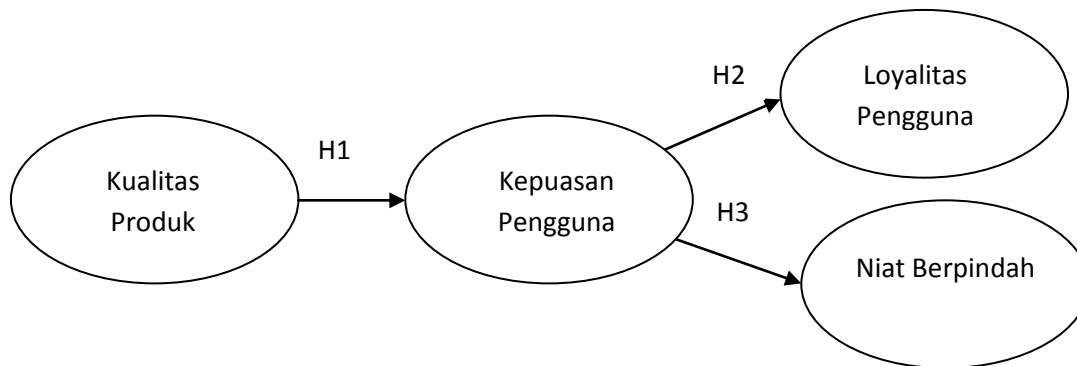 Kualitas
Produk
H1
Kepuasan
Pengguna
H2
Loyalitas
Pengguna
H3
Niat Berpindah